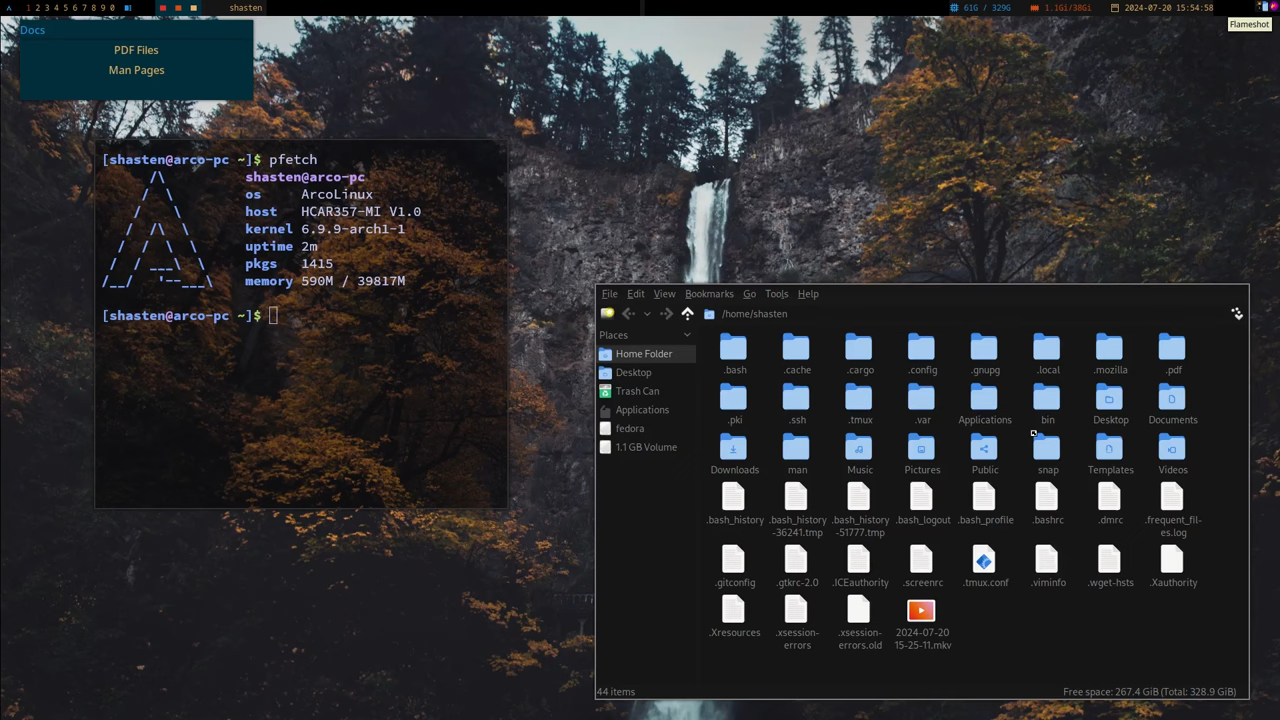 1 2 3 4 5 6 7 8 9 0
shasten
61G / 329G
1.1Gi/38Gi
2024-07-20 15:54:58
Flameshot
Docs
PDF Files
Man Pages
[shasten@arco-pc ~]$ pfetch
shasten@arco-pc
os ArcoLinux
host HCAR357-MI V1.0
kernel 6.9.9-arch1-1
uptime 2m
pkgs 1415
memory 590M / 39817M
[shasten@arco-pc ~]$
File Edit View Bookmarks Go Tools Help
/home/shasten
Places
Home Folder
Desktop
Trash Can
Applications
fedora
1.1 GB Volume
.bash .cache .cargo .config .gnupg .local .mozilla .pdf
.pki .ssh .tmux .var Applications bin Desktop Documents
Downloads man Music Pictures Public snap Templates Videos
.bash_history .bash_history .bash_history .bash_logout .bash_profile .bashrc .dmrc .frequent_fil-
-36241.tmp -51777.tmp es.log
.gitconfig .gtkrc-2.0 .ICEauthority .screenrc .tmux.conf .viminfo .wget-hsts .Xauthority
.Xresources .xsession- .xsession- 2024-07-20
errors errors.old 15-25-11.mkv
44 items
Free space: 267.4 GiB (Total: 328.9 GiB)